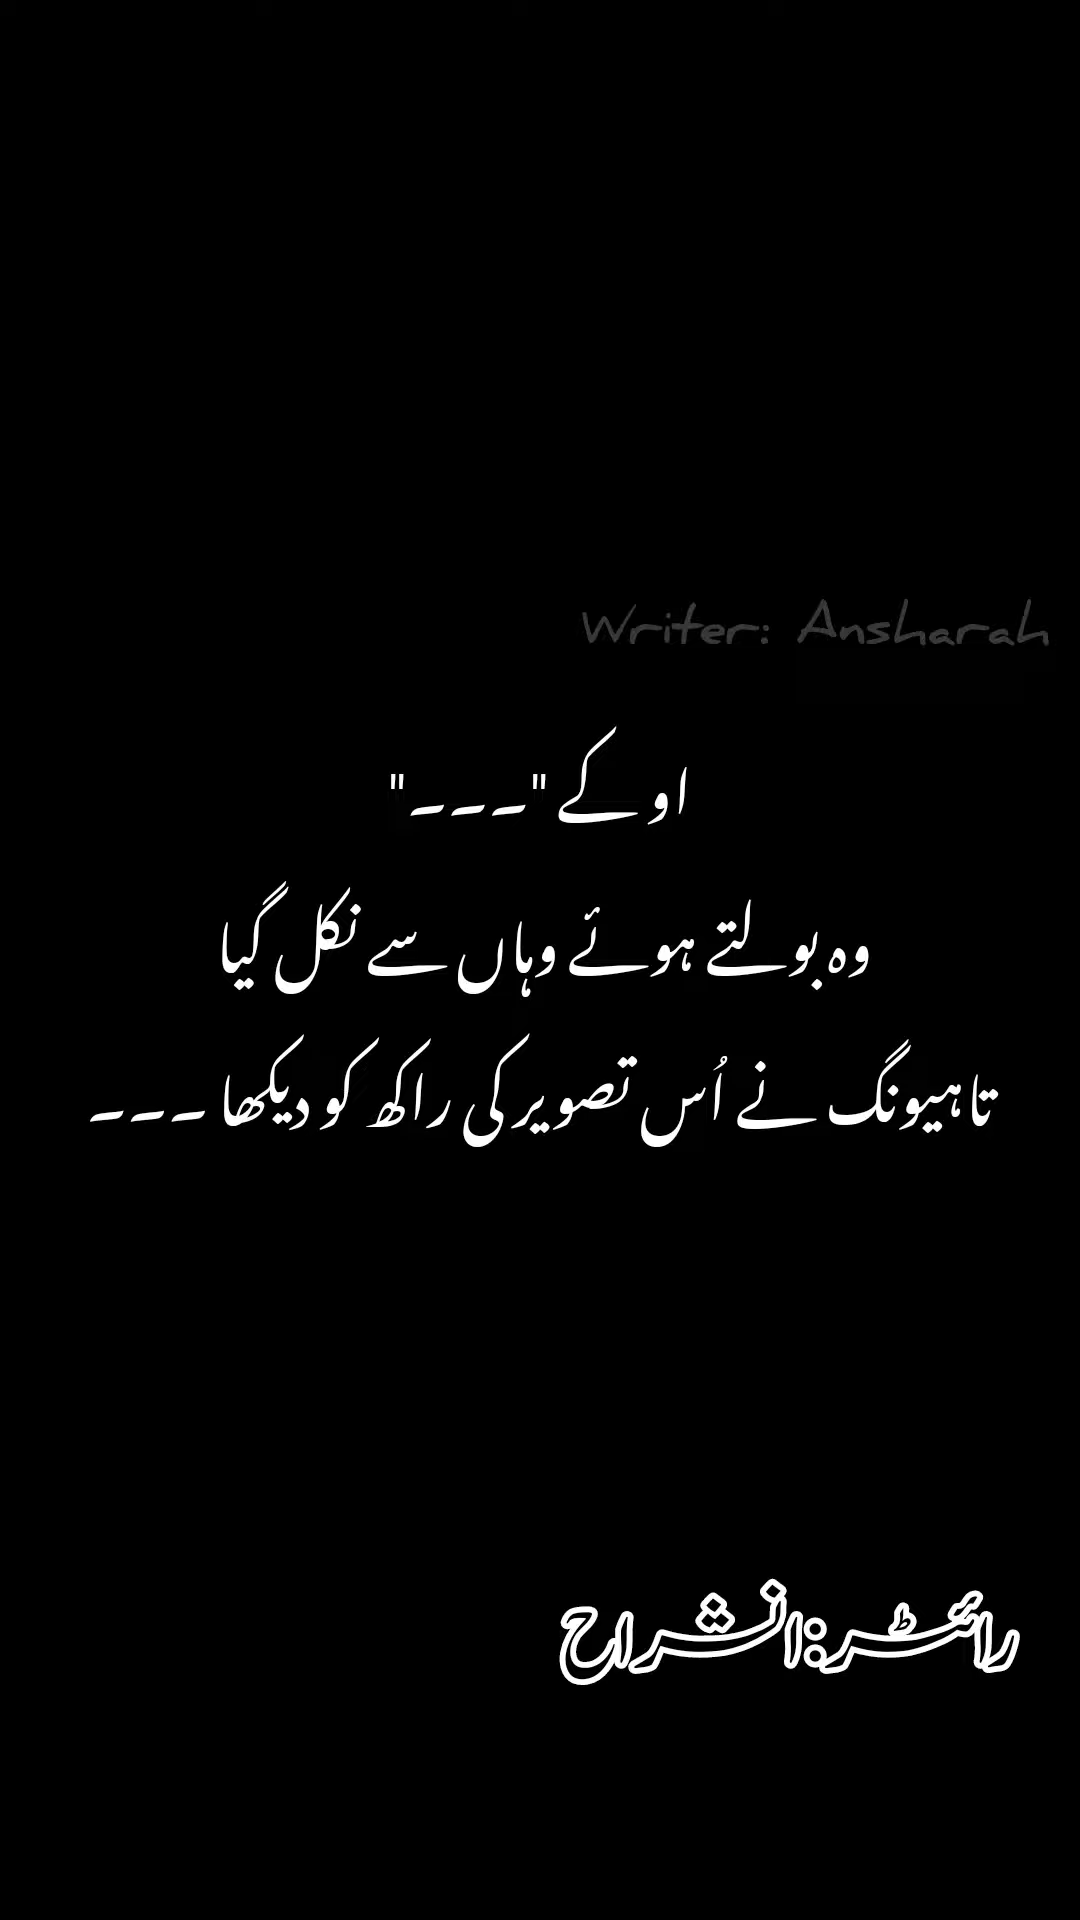 Writer: Ansharah
اوکے "۔۔۔"
وہ بولتے ہوئے وہاں سے نکل گیا
تاہیونگ نے اُس تصویر کی راکھ کو دیکھا ۔۔۔
رائٹر:انشراح